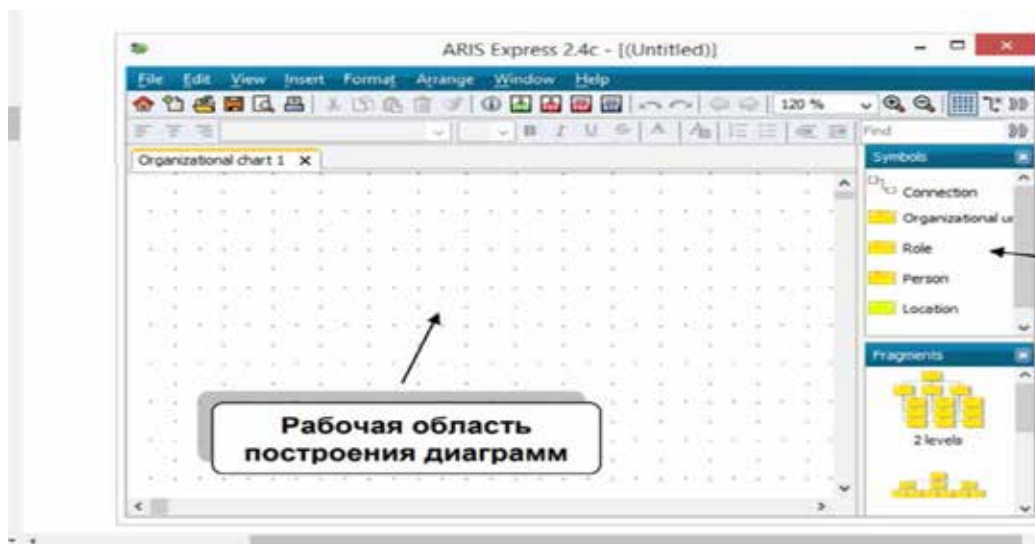 ARIS Express 2.4c - [(Untitled)]
File Edit View Insert Format Arrange Window Help
120 %
B I U S A
Find
Organizational chart 1
Symbols
Connection
Organizational
Role
Person
Location
Fragments
2 levels
Рабочая область
построения диаграмм